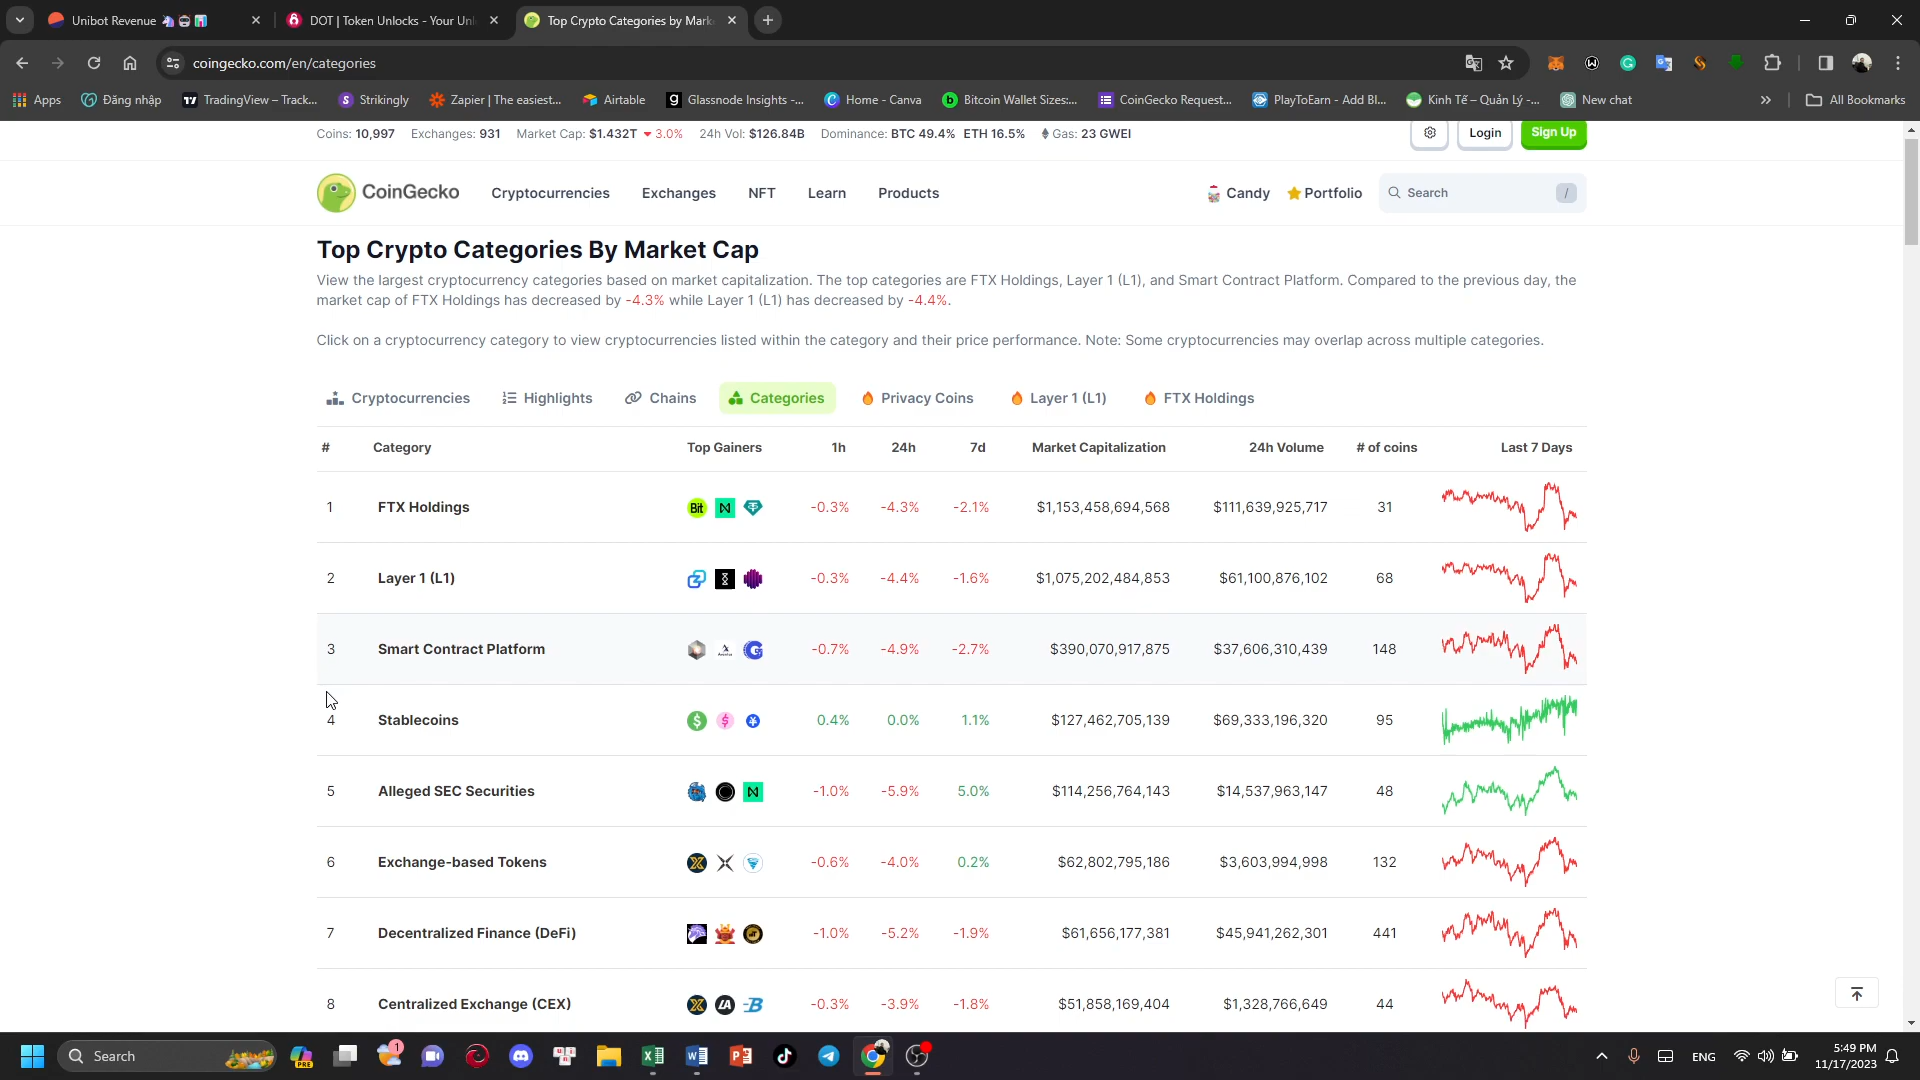 Unibot Revenue
DOT | Token Unlocks - Your Unl
Top Crypto Categories by Mark
coingecko.com/en/categories
Apps
Đăng nhập
TradingView – Track...
Strikingly
Zapier | The easiest...
Airtable
Glassnode Insights -...
Home - Canva
Bitcoin Wallet Sizes:...
CoinGecko Request...
PlayToEarn - Add Bl...
Kinh Tế – Quản Lý -...
New chat
»
All Bookmarks
Coins: 10,997 Exchanges: 931 Market Cap: $1.432T 3.0% 24h Vol: $126.84B Dominance: BTC 49.4% ETH 16.5% Gas: 23 GWEI
Login
Sign Up
CoinGecko
Cryptocurrencies
Exchanges
NFT
Learn
Products
Candy
Portfolio
Search /
Top Crypto Categories By Market Cap
View the largest cryptocurrency categories based on market capitalization. The top categories are FTX Holdings, Layer 1 (L1), and Smart Contract Platform. Compared to the previous day, the
market cap of FTX Holdings has decreased by -4.3% while Layer 1 (L1) has decreased by -4.4%.
Click on a cryptocurrency category to view cryptocurrencies listed within the category and their price performance. Note: Some cryptocurrencies may overlap across multiple categories.
Cryptocurrencies
Highlights
Chains
Categories
Privacy Coins
Layer 1 (L1)
FTX Holdings
# Category Top Gainers 1h 24h 7d Market Capitalization 24h Volume # of coins Last 7 Days
1 FTX Holdings Bit -0.3% -4.3% -2.1% $1,153,458,694,568 $111,639,925,717 31
2 Layer 1 (L1) -0.3% -4.4% -1.6% $1,075,202,484,853 $61,100,876,102 68
3 Smart Contract Platform -0.7% -4.9% -2.7% $390,070,917,875 $37,606,310,439 148
4 Stablecoins 0.4% 0.0% 1.1% $127,462,705,139 $69,333,196,320 95
5 Alleged SEC Securities -1.0% -5.9% 5.0% $114,256,764,143 $14,537,963,147 48
6 Exchange-based Tokens -0.6% -4.0% 0.2% $62,802,795,186 $3,603,994,998 132
7 Decentralized Finance (DeFi) -1.0% -5.2% -1.9% $61,656,177,381 $45,941,262,301 441
8 Centralized Exchange (CEX) -0.3% -3.9% -1.8% $51,858,169,404 $1,328,766,649 44
Search
PRE
1
ENG
5:49 PM
11/17/2023